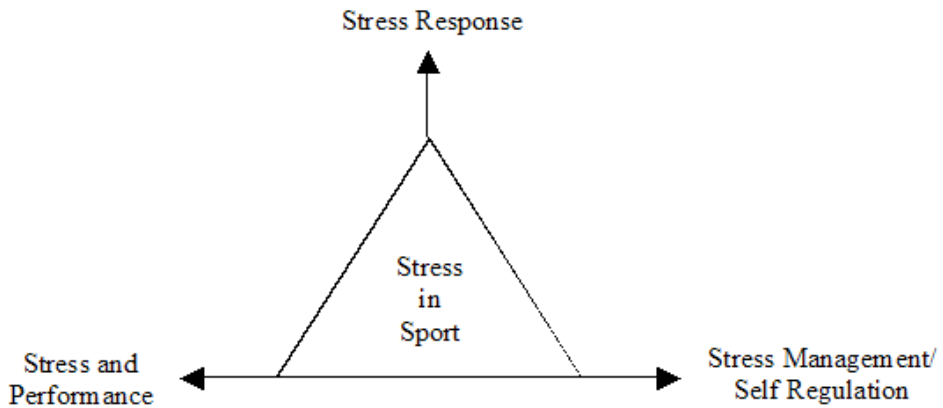 Stress Response
Stress
in
Sport
Stress and
Performance
Stress Management/
Self Regulation